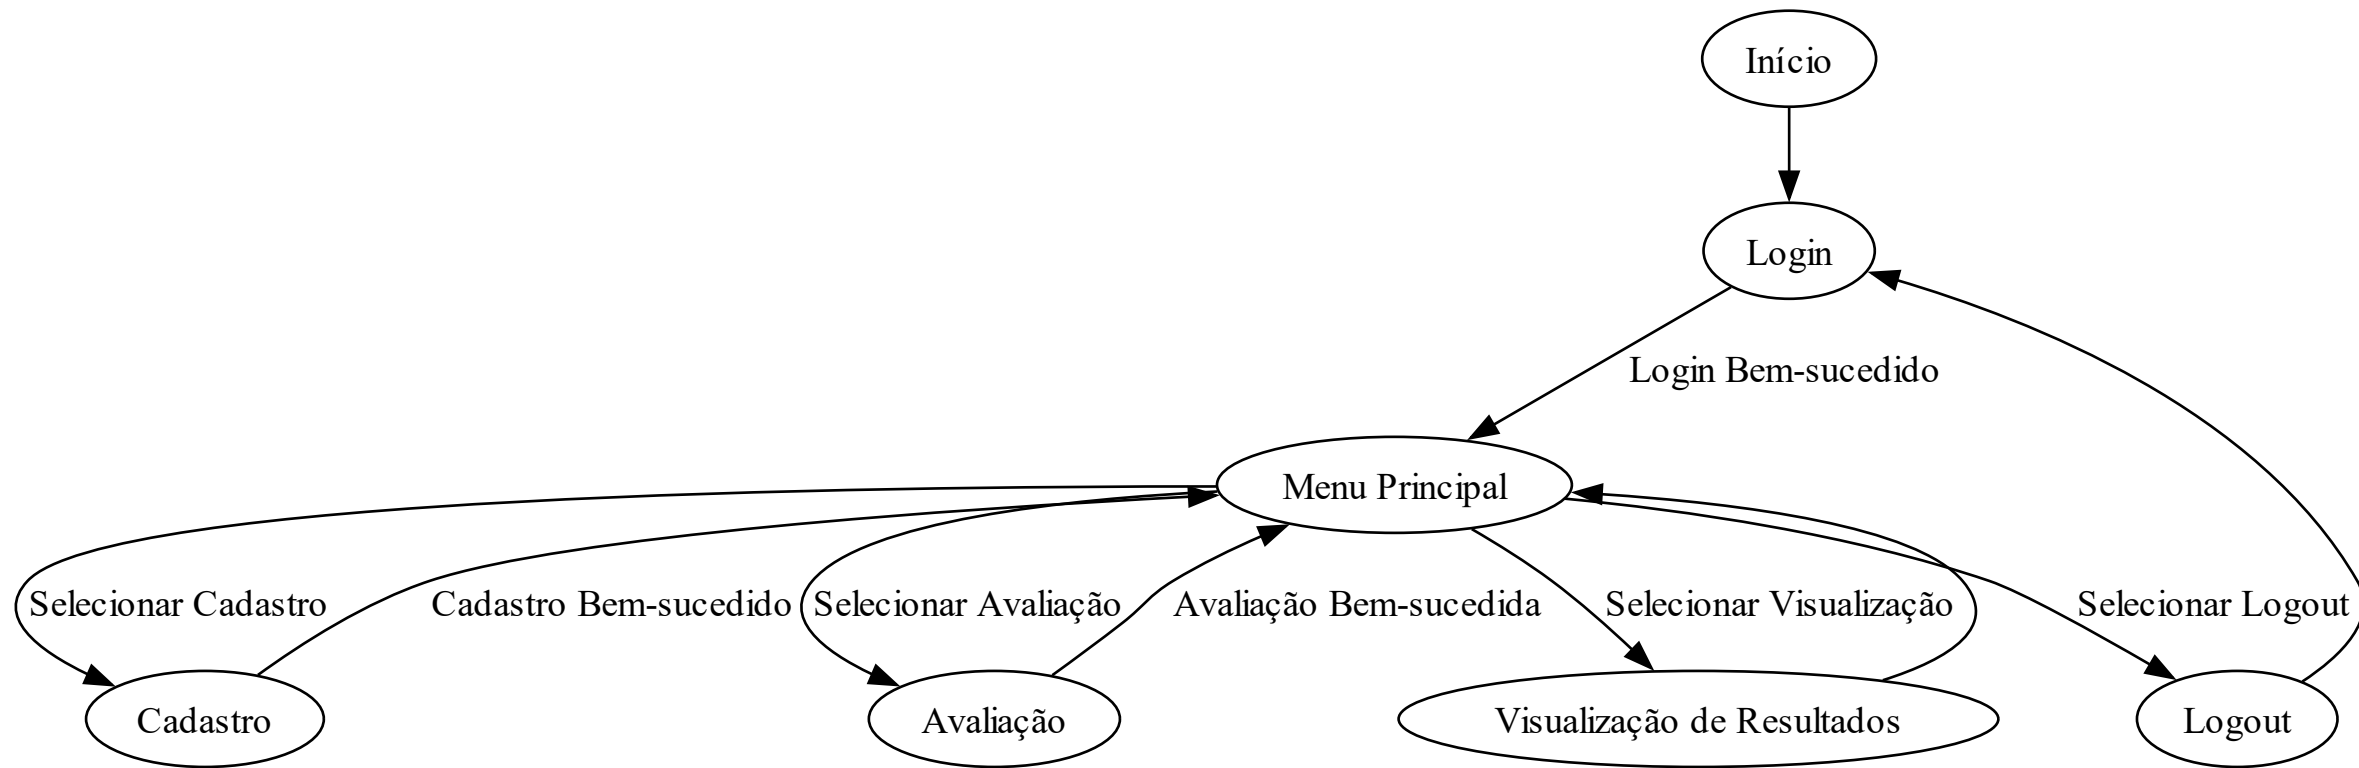 Início
Login
Login Bem-sucedido
Menu Principal
Selecionar Cadastro
Cadastro Bem-sucedido
Selecionar Avaliação
Avaliação Bem-sucedida
Selecionar Visualização
Selecionar Logout
Cadastro
Avaliação
Visualização de Resultados
Logout